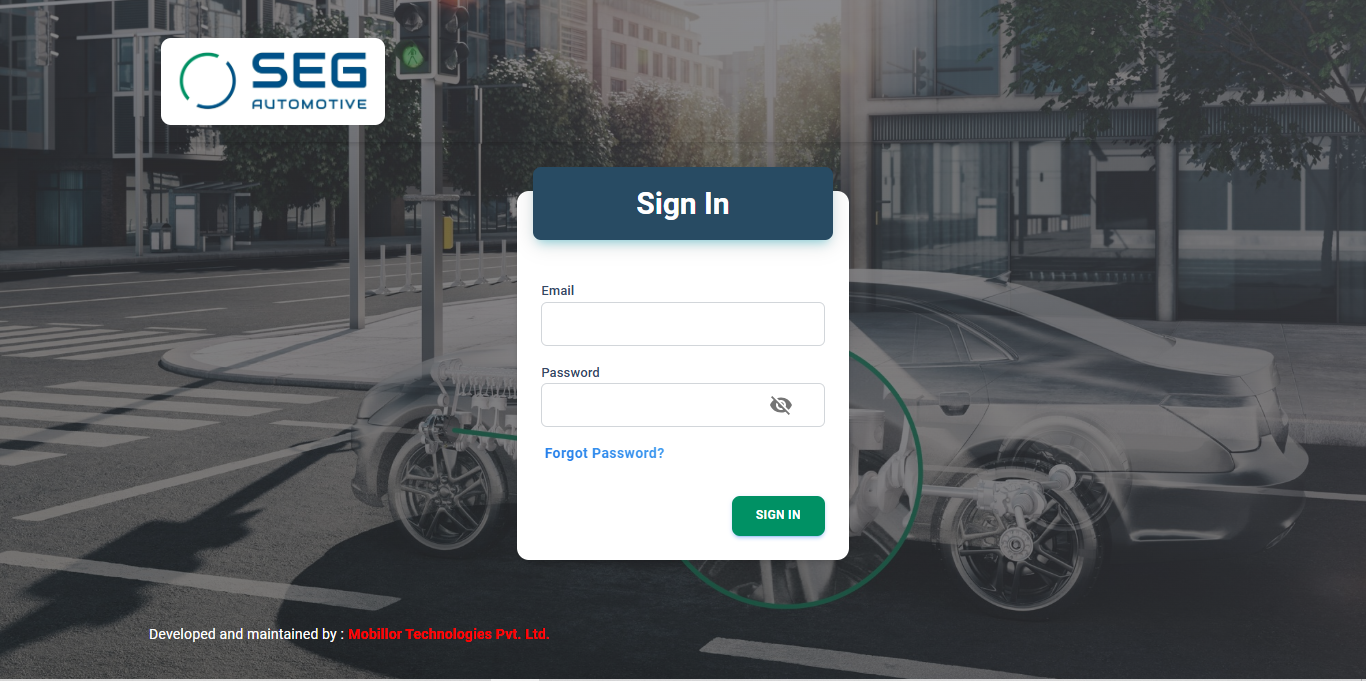 SEG
AUTOMOTIVE
Sign In
Email
Password
Forgot Password?
SIGN IN
Developed and maintained by : Mobillor Technologies Pvt. Ltd.